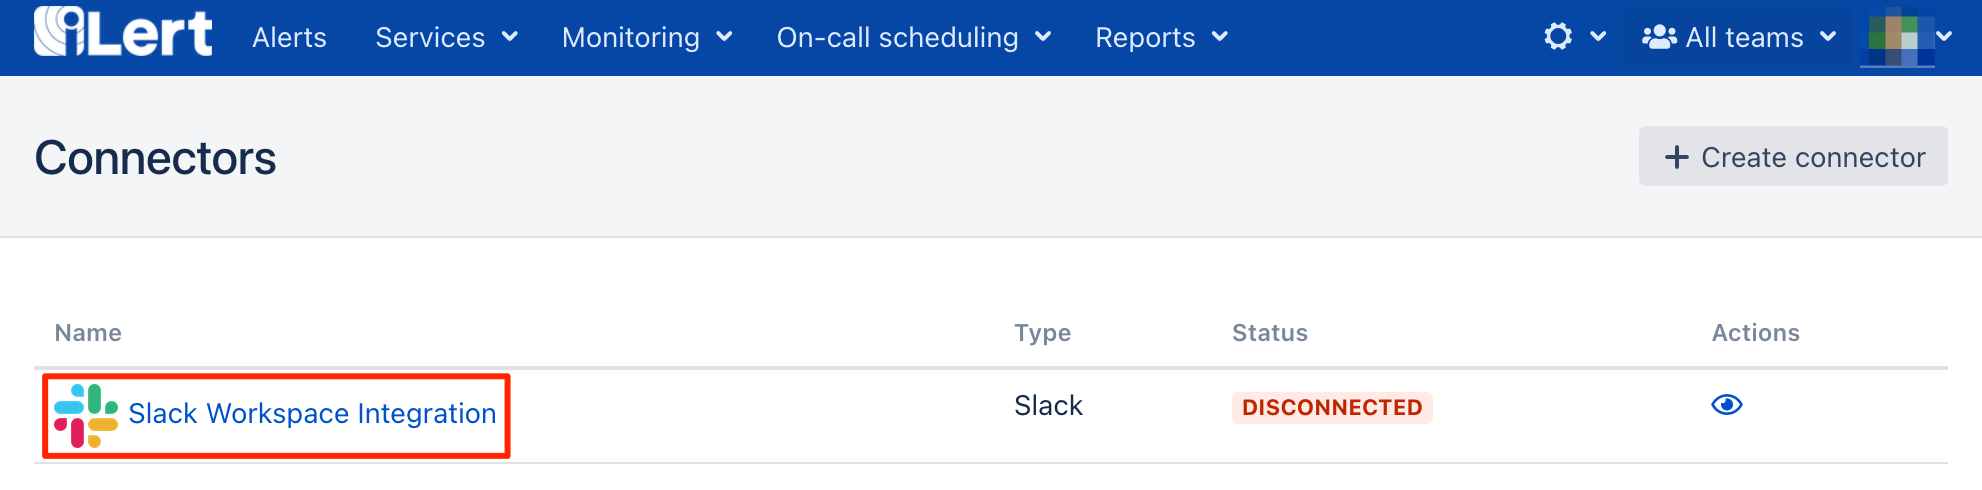 iLert Alerts Services Monitoring On-call scheduling Reports All teams
Connectors + Create connector
Name Type Status Actions
Slack Workspace Integration Slack DISCONNECTED